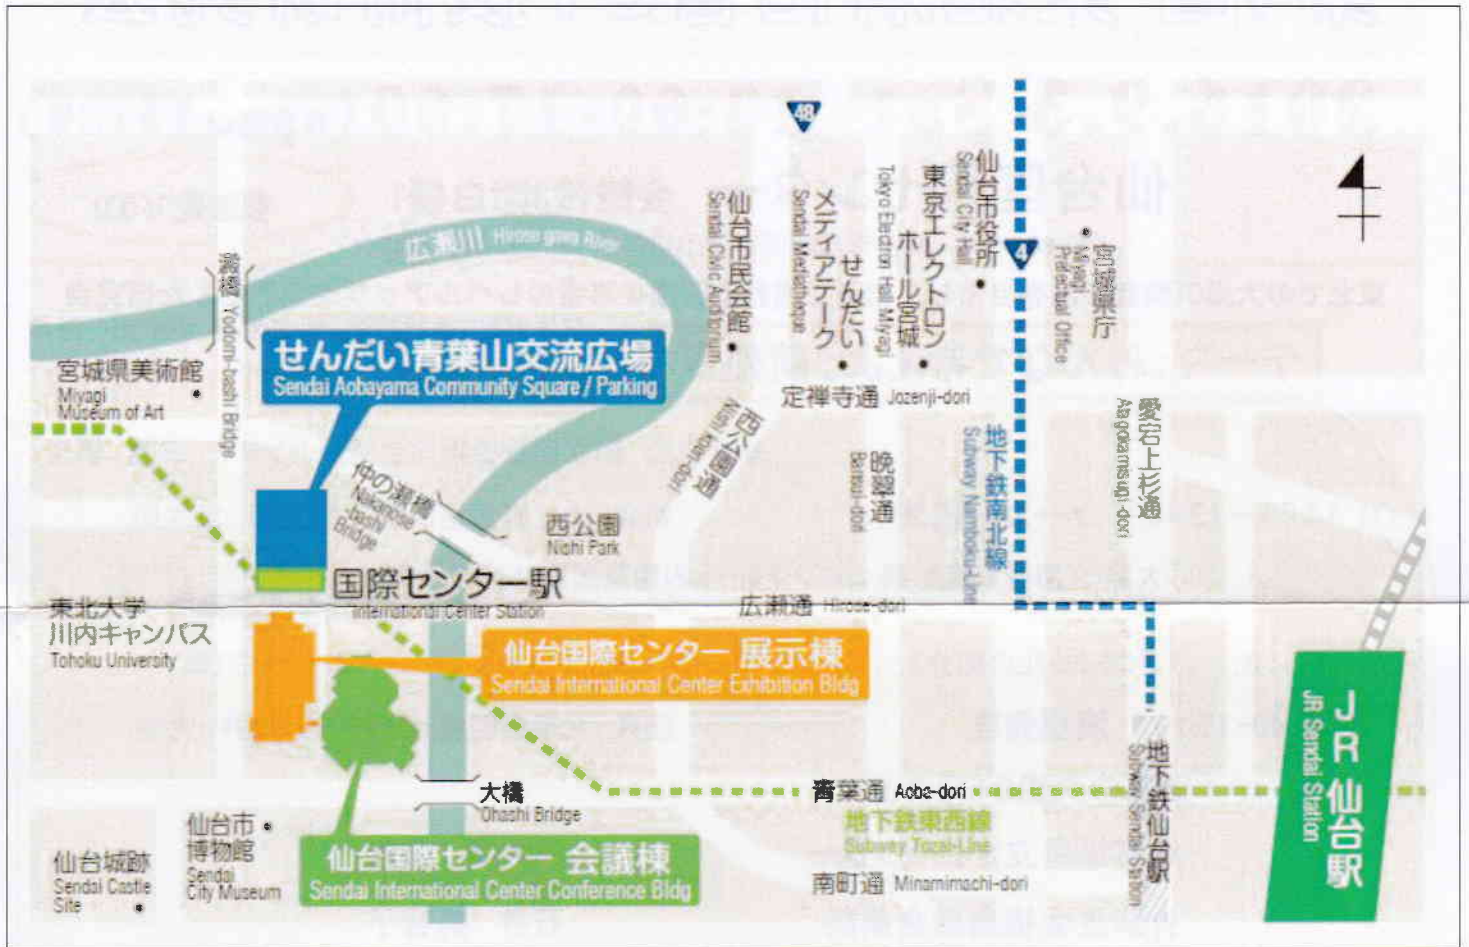 48
仙台市役所
Sendai City Hall
東京エレクトロン
ホール宮城
Tokyo Electron Hall Miyagi
せんだい
メディアテーク
Sendai Mediatheque
仙台市民会館
Sendai Civic Auditorium
4
宮城県庁
Miyagi
Prefectual Office
広瀬川 Hirose-gawa River
Yodomi-bashi Bridge
せんだい青葉山交流広場
Sendai Aobayama Community Square / Parking
宮城県美術館
Miyagi
Museum of Art
定禅寺通 Jozenji-dori
西公園通
Nishi koen-dori
晩翠通
Bansui-dori
地下鉄南北線
Subway Namboku-Line
愛宕上杉通
Atagokamisugi-dori
仲の瀬橋
Nakanose-
bashi
Bridge
西公園
Nishi Park
国際センター駅
International Center Station
広瀬通 Hirose-dori
東北大学
川内キャンパス
Tohoku University
仙台国際センター 展示棟
Sendai International Center Exhibition Bldg
JR 仙台駅
JR Sendai Station
地下鉄仙台駅
Subway Sendai Station
大橋
Ohashi Bridge
青葉通 Aoba-dori
地下鉄東西線
Subway Tozai-Line
仙台市
博物館
Sendai
City Museum
仙台国際センター 会議棟
Sendai International Center Conference Bldg
仙台城跡
Sendai Castle
Site
南町通 Minamimachi-dori